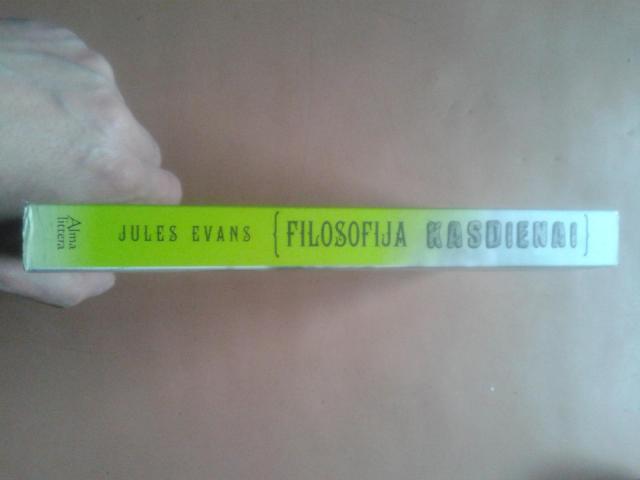 Alma
littera
JULES EVANS
{FILOSOFIJA KASDIENAI}